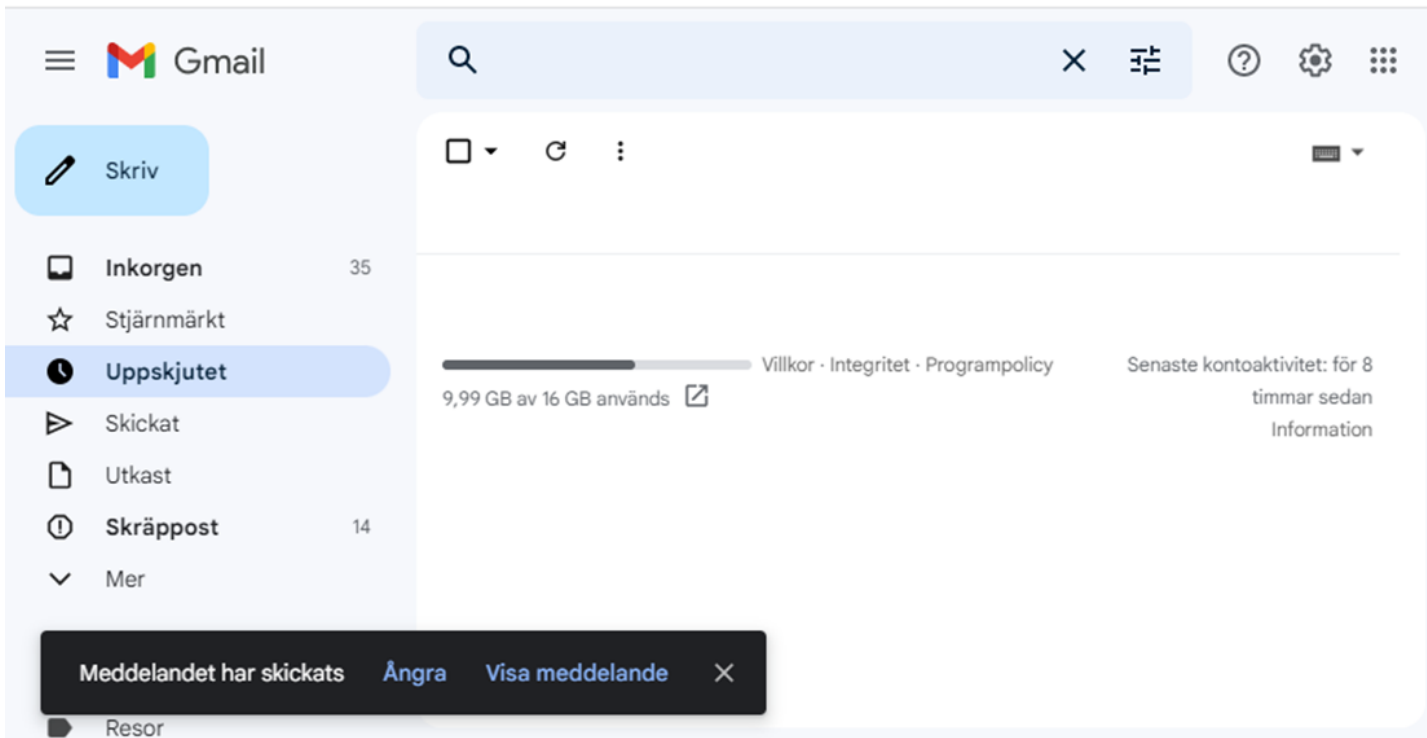 Gmail
Skriv
Inkorgen 35
Stjärnmärkt
Uppskjutet
Skickat
Utkast
Skräppost 14
Mer
Villkor · Integritet · Programpolicy
9,99 GB av 16 GB används
Senaste kontoaktivitet: för 8
timmar sedan
Information
Meddelandet har skickats Ångra Visa meddelande
Resor